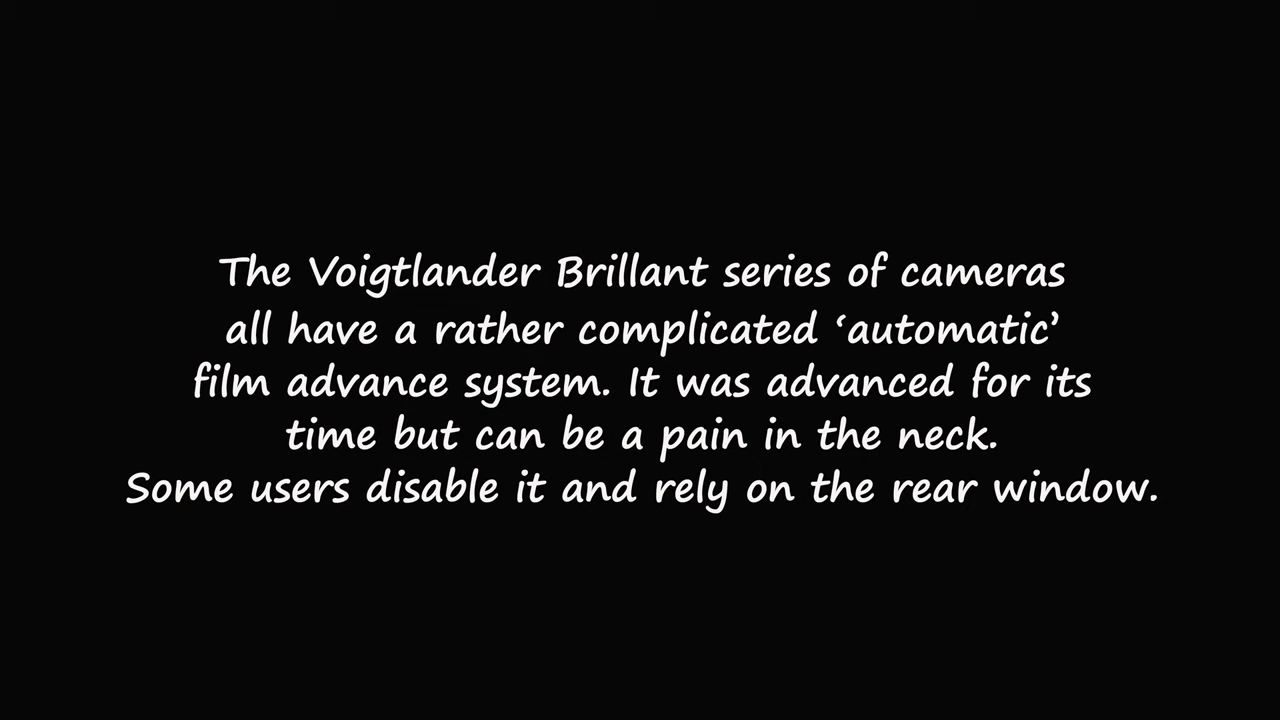 The Voigtlander Brillant series of cameras
all have a rather complicated ‘automatic’
film advance system. It was advanced for its
time but can be a pain in the neck.
Some users disable it and rely on the rear window.